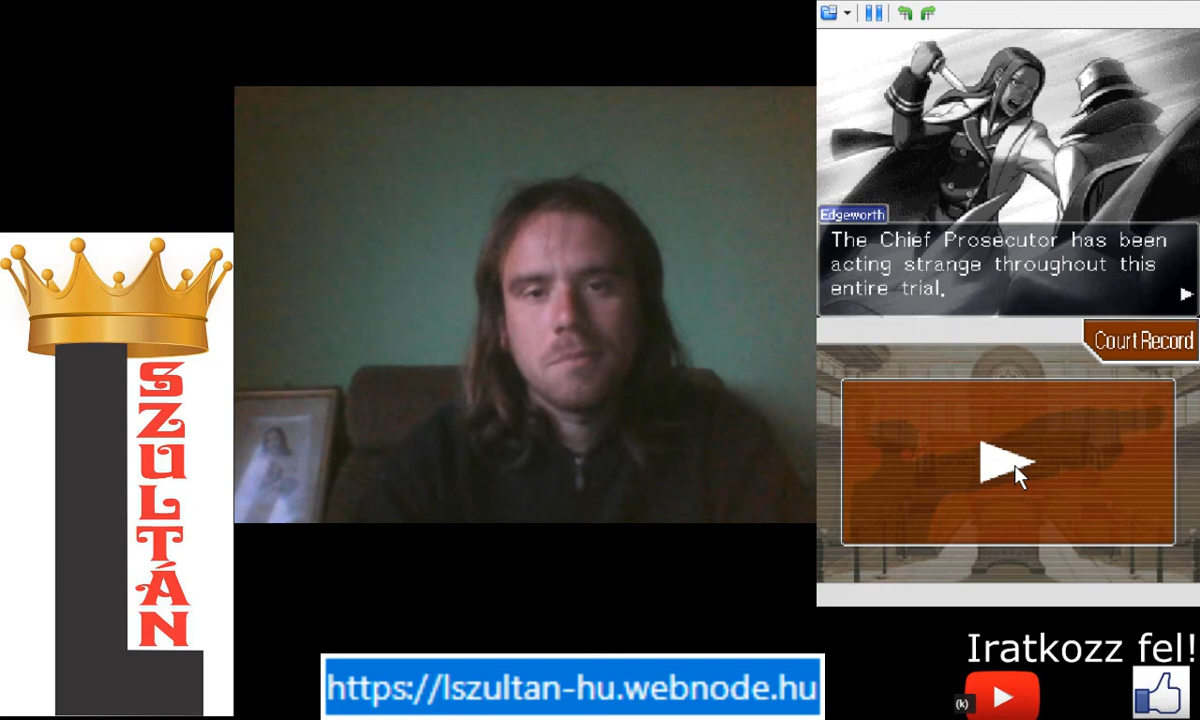 L
SZULTÁN
Edgeworth
The Chief Prosecutor has been
acting strange throughout this
entire trial.
Court Record
Iratkozz fel!
(k)
https://lszultan-hu.webnode.hu